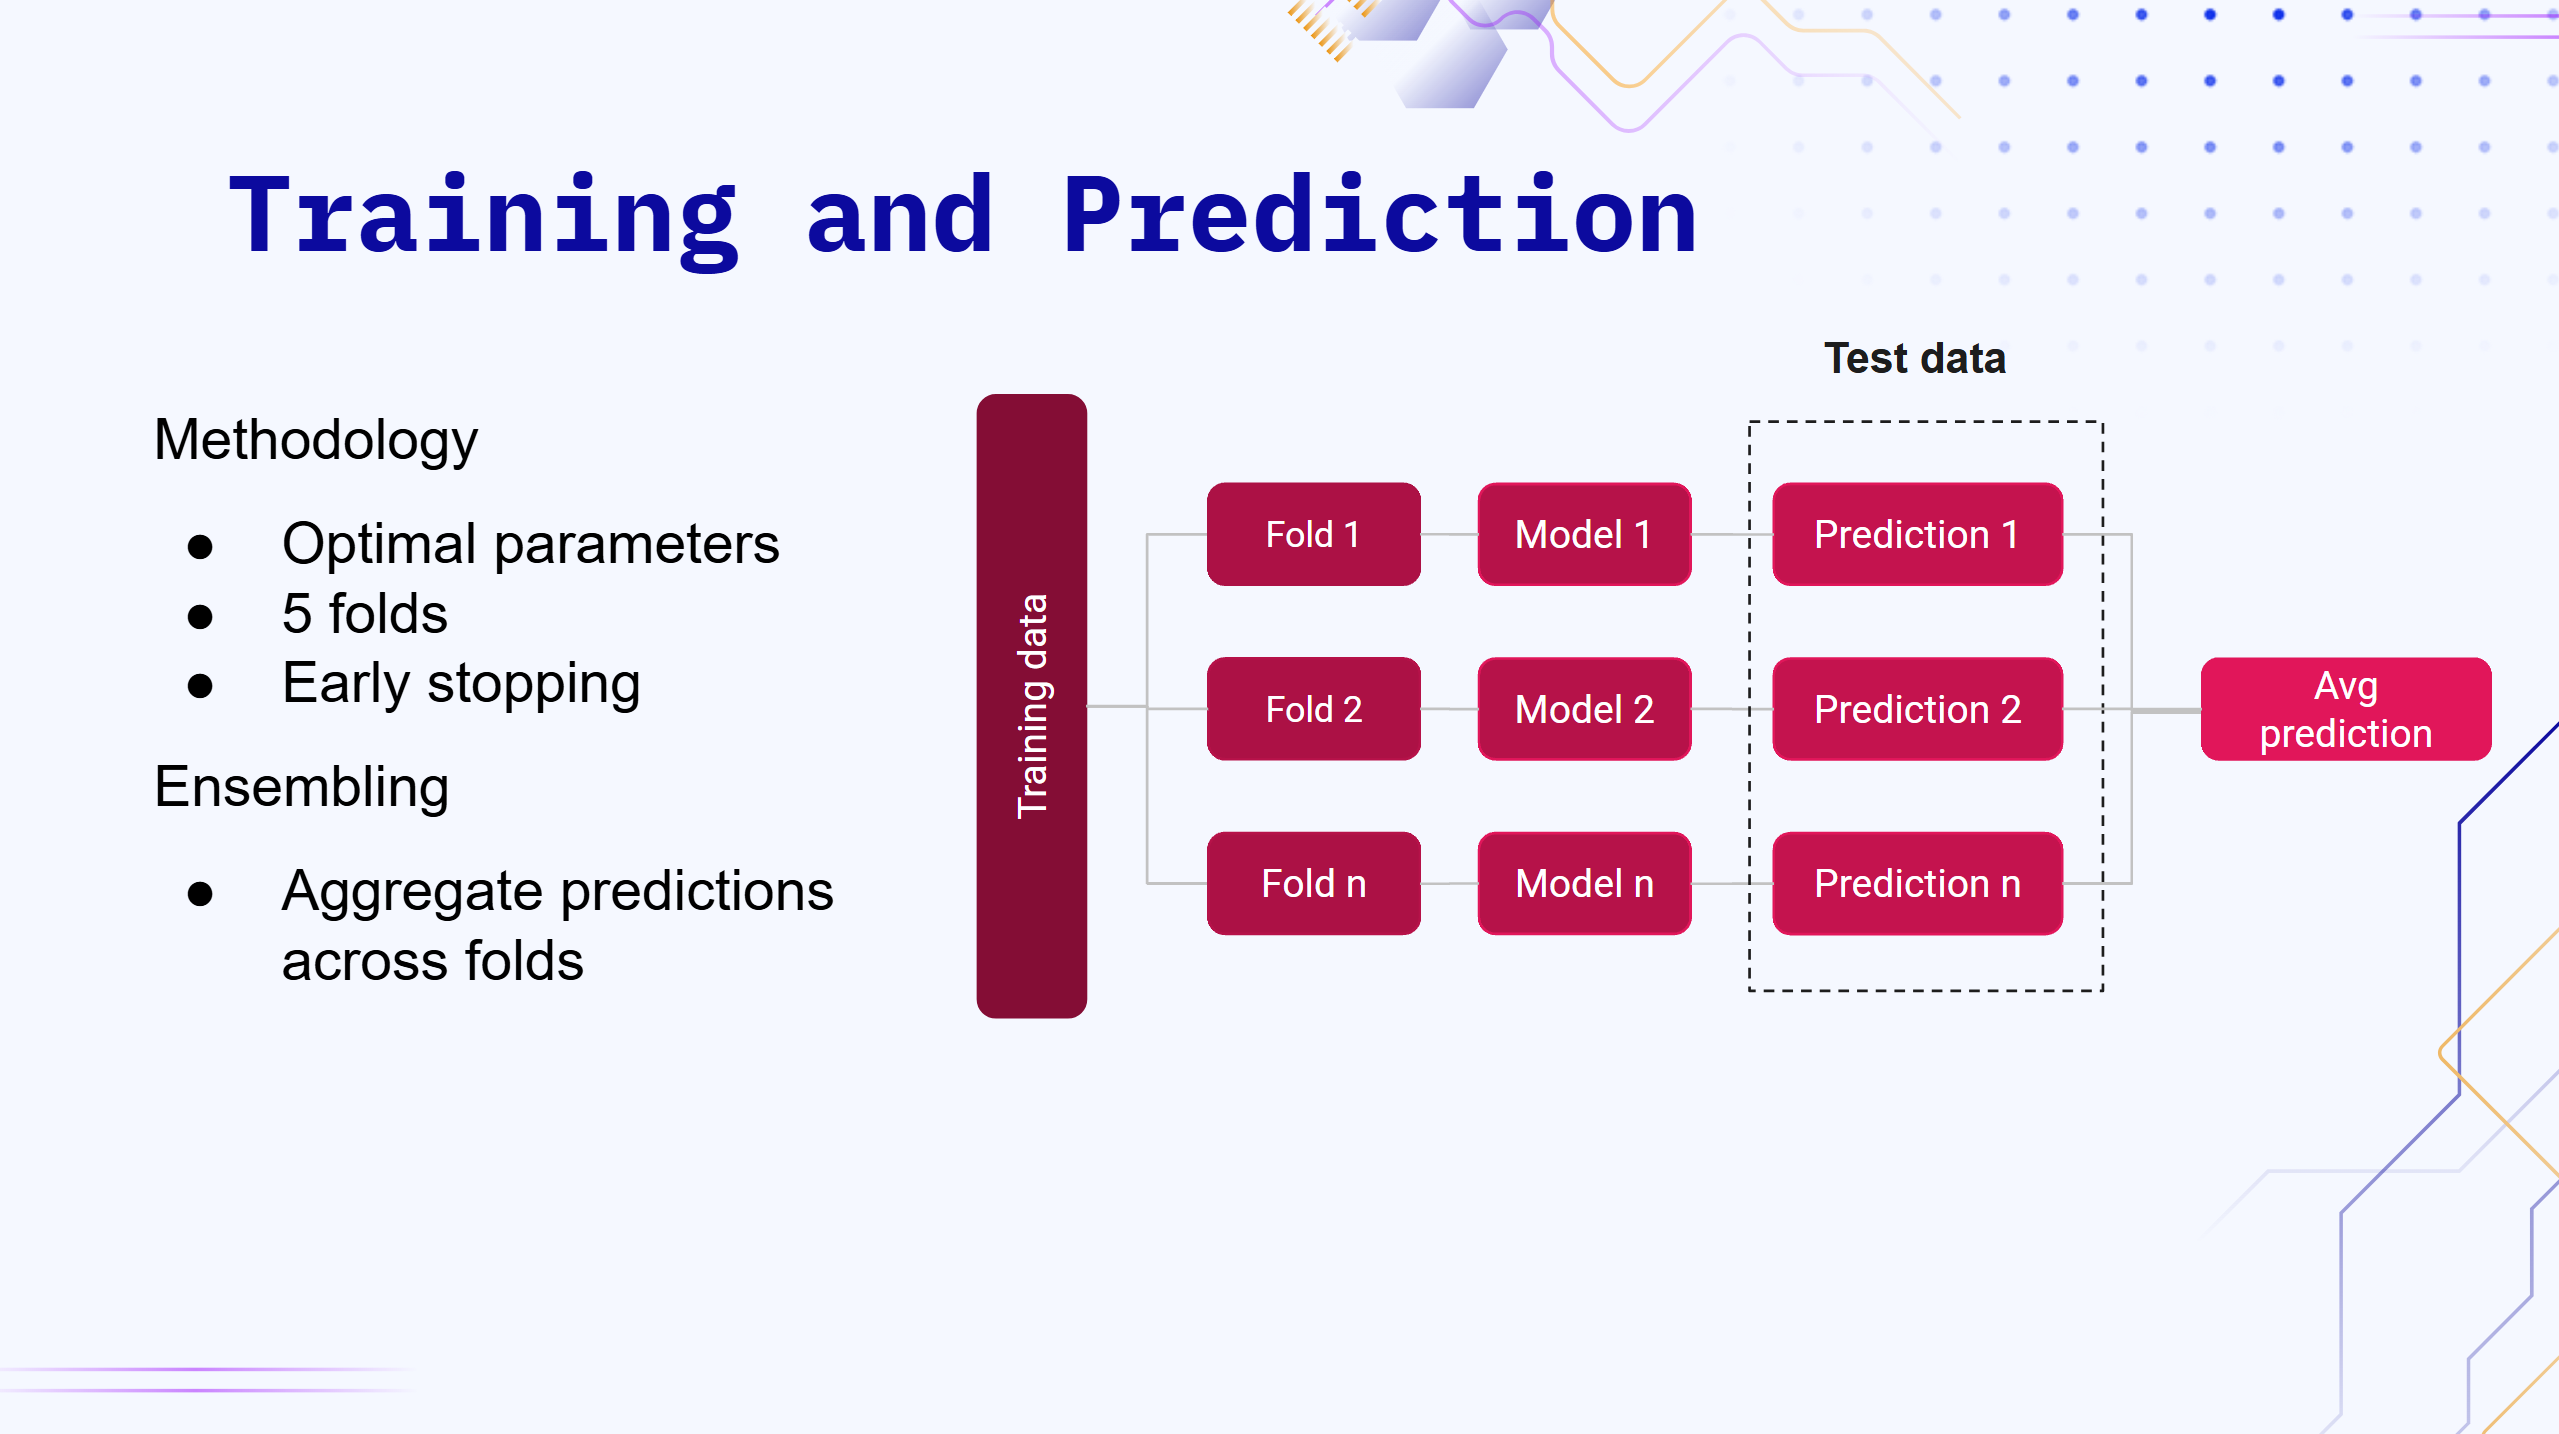 Training and Prediction
Methodology
● Optimal parameters
● 5 folds
● Early stopping
Ensembling
● Aggregate predictions
across folds
Test data
Training data
Fold 1
Model 1
Prediction 1
Fold 2
Model 2
Prediction 2
Fold n
Model n
Prediction n
Avg
prediction